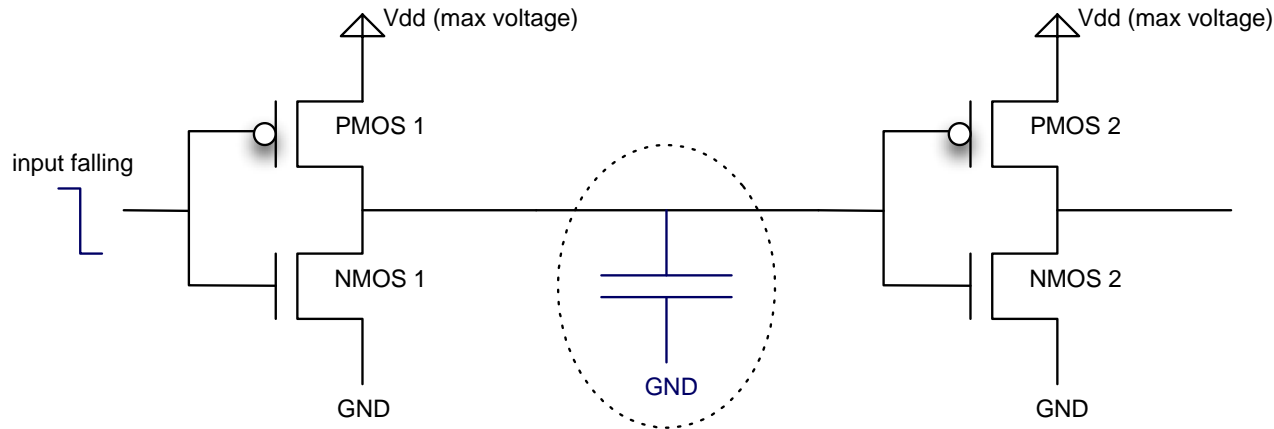 Vdd (max voltage)
Vdd (max voltage)
PMOS 1
PMOS 2
input falling
NMOS 1
NMOS 2
GND
GND
GND